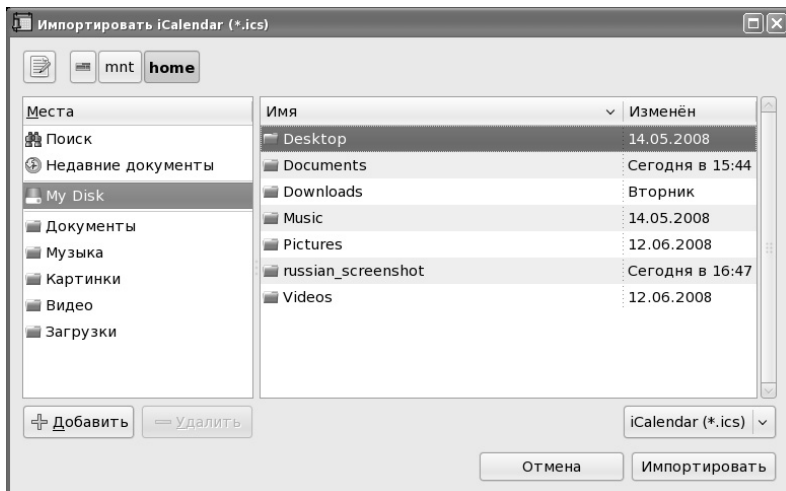 Импортировать iCalendar (*.ics)
mnt home
Места
Поиск
Недавние документы
My Disk
Документы
Музыка
Картинки
Видео
Загрузки
Имя Изменён
Desktop 14.05.2008
Documents Сегодня в 15:44
Downloads Вторник
Music 14.05.2008
Pictures 12.06.2008
russian_screenshot Сегодня в 16:47
Videos 12.06.2008
Добавить Удалить iCalendar (*.ics)
Отмена Импортировать